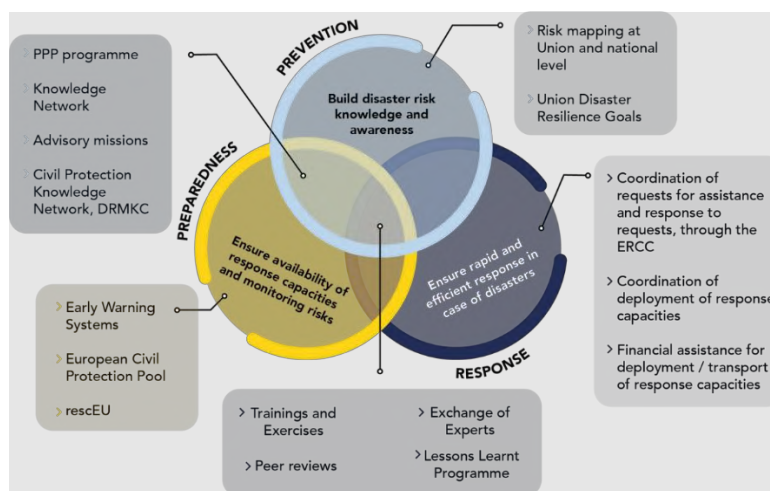 PPP programme
Knowledge
Network
Advisory missions
Civil Protection
Knowledge
Network, DRMKC
PREVENTION
Build disaster risk
knowledge and
awareness
Risk mapping at
Union and national
level
Union Disaster
Resilience Goals
PREPAREDNESS
Ensure availability of
response capacities
and monitoring risks
Ensure rapid and
efficient response in
case of disasters
RESPONSE
> Coordination of
requests for assistance
and response to
requests, through the
ERCC
> Coordination of
deployment of response
capacities
> Financial assistance for
deployment / transport
of response capacities
> Early Warning
Systems
> European Civil
Protection Pool
> rescEU
> Trainings and
Exercises
> Peer reviews
> Exchange of
Experts
> Lessons Learnt
Programme